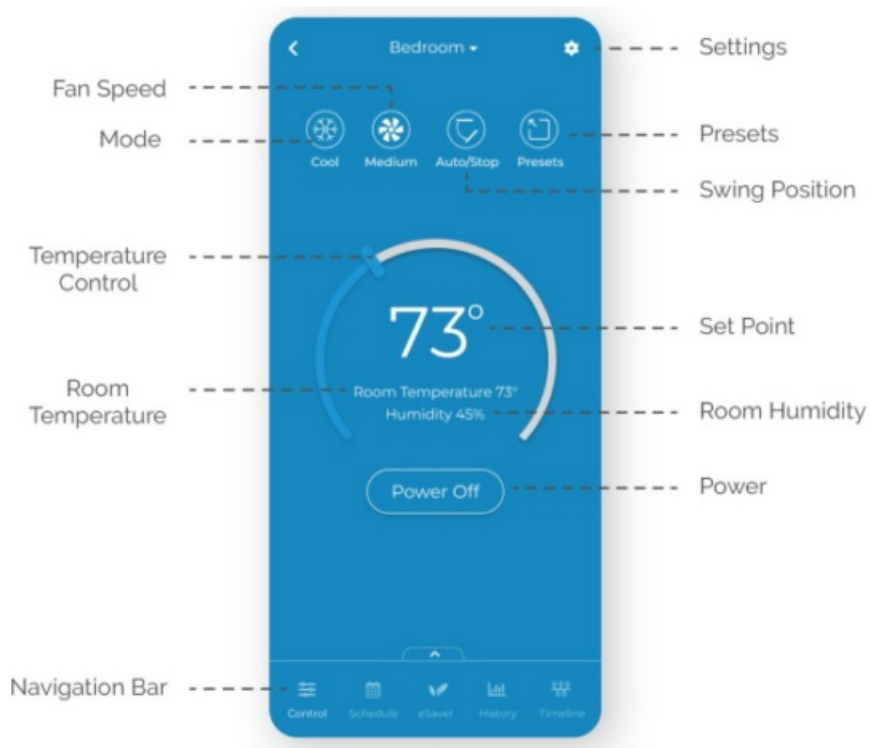 Bedroom
Settings
Fan Speed
Mode
Cool
Medium
Auto/Stop
Presets
Presets
Swing Position
Temperature
Control
73°
Set Point
Room
Temperature
Room Temperature 73°
Humidity 45%
Room Humidity
Power Off
Power
Navigation Bar
Control
Schedule
eSaver
History
Timeline